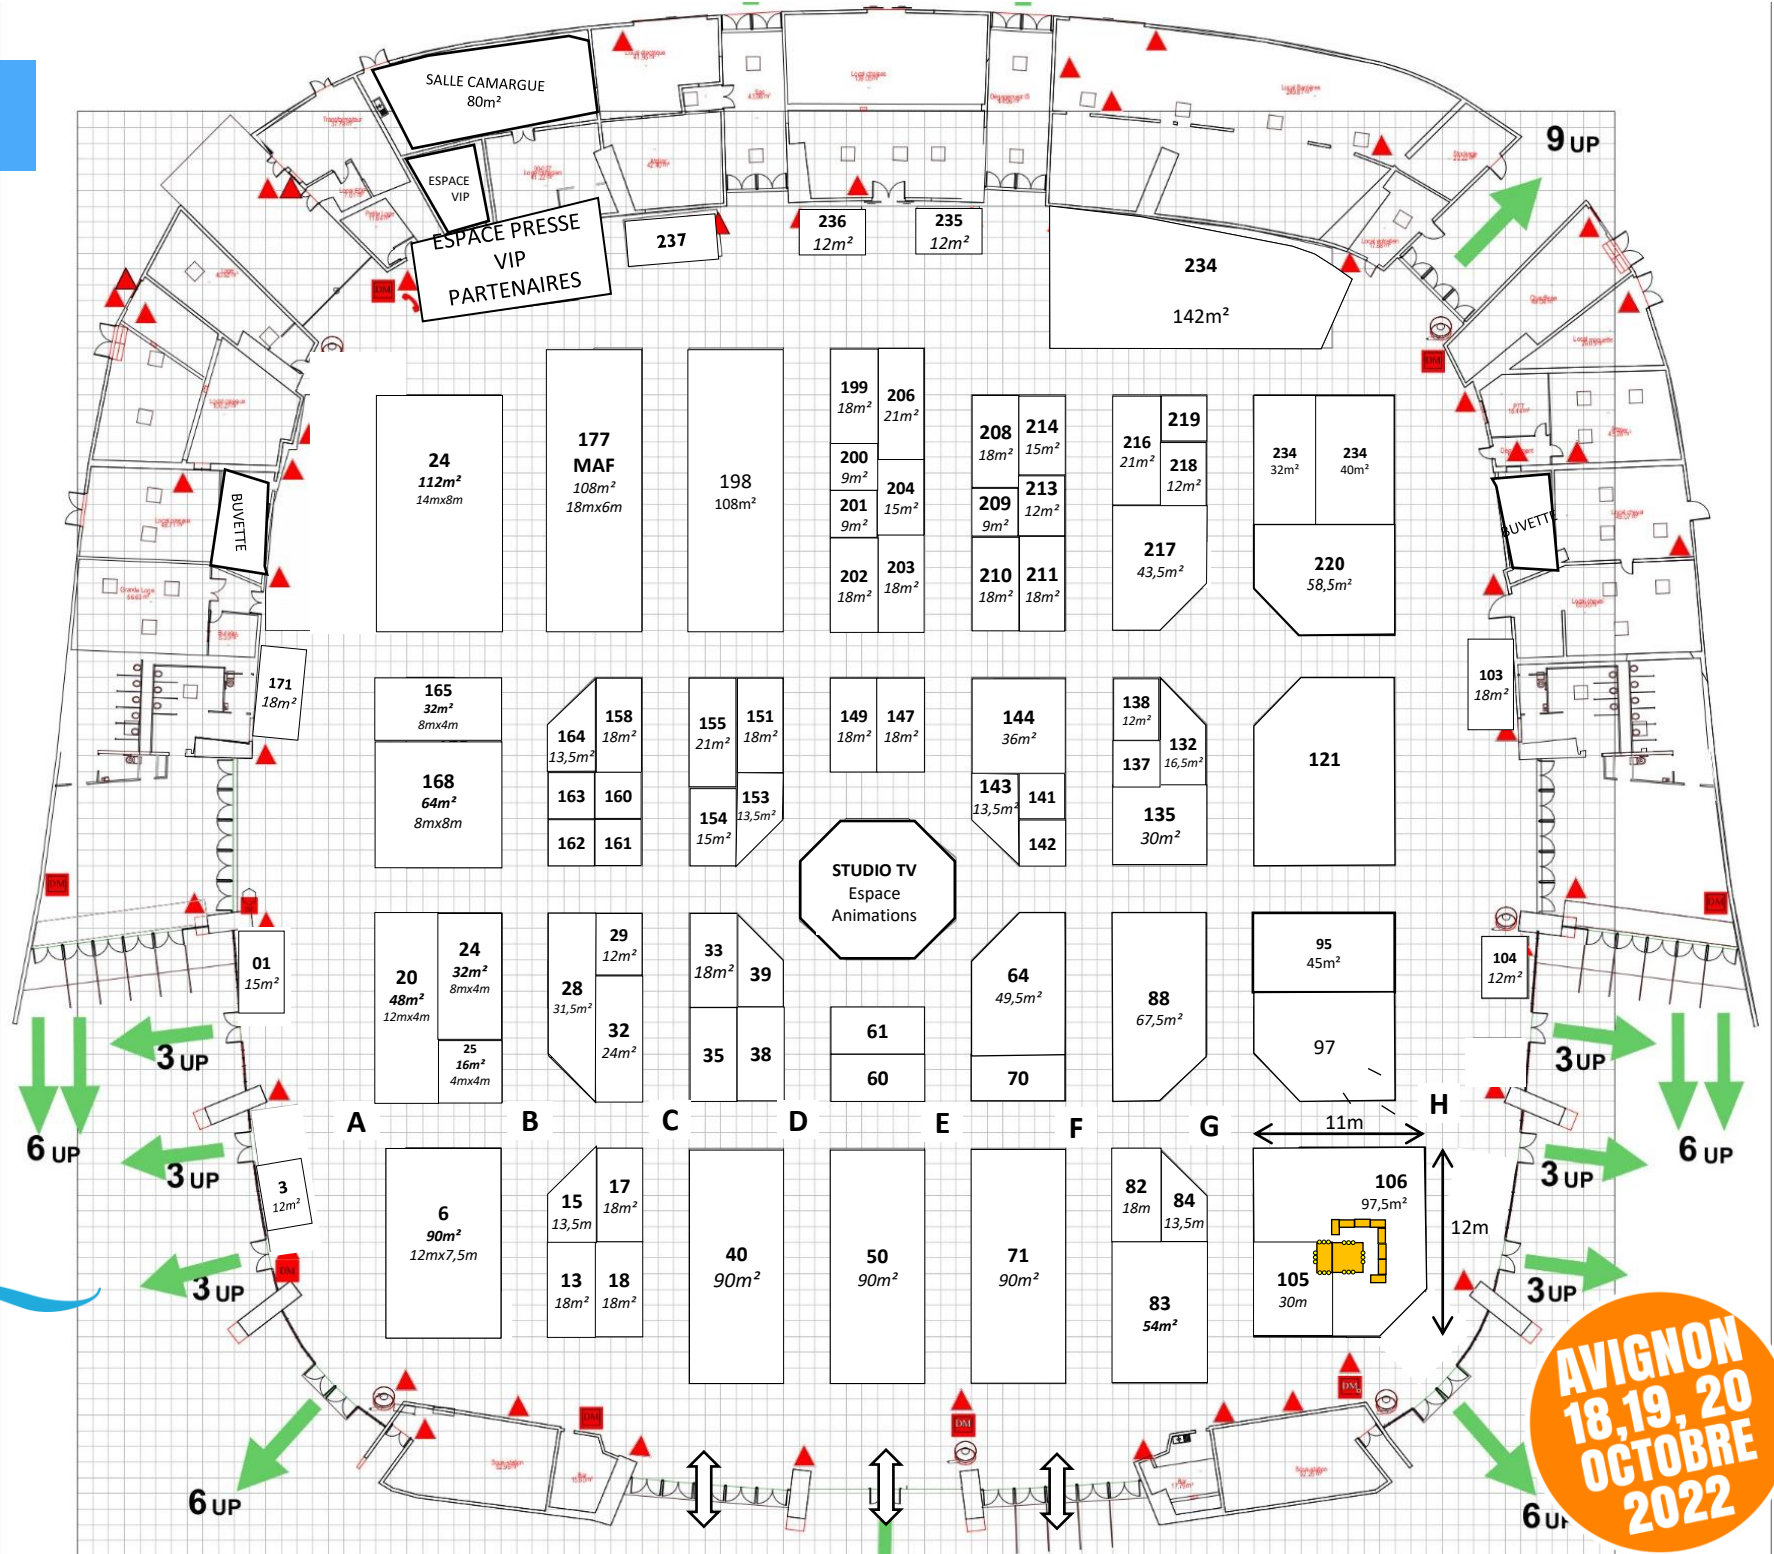 SALLE CAMARGUE
80m²
ESPACE
VIP
ESPACE PRESSE
VIP
PARTENAIRES
237
236
12m²
235
12m²
234
142m²
9 UP
BUVETTE
24
112m²
14mx8m
177
MAF
108m²
18mx6m
198
108m²
199
18m²
206
21m²
200
9m²
201
9m²
204
15m²
202
18m²
203
18m²
208
18m²
214
15m²
209
9m²
213
12m²
210
18m²
211
18m²
216
21m²
219
218
12m²
217
43,5m²
234
32m²
234
40m²
220
58,5m²
BUVETTE
171
18m²
165
32m²
8mx4m
168
64m²
8mx8m
164
13,5m²
158
18m²
163
160
162
161
155
21m²
151
18m²
154
15m²
153
13,5m²
149
18m²
147
18m²
144
36m²
143
13,5m²
141
142
138
12m²
137
132
16,5m²
135
30m²
121
103
18m²
STUDIO TV
Espace
Animations
01
15m²
20
48m²
12mx4m
24
32m²
8mx4m
25
16m²
4mx4m
28
31,5m²
29
12m²
32
24m²
33
18m²
39
35
38
61
60
64
49,5m²
70
88
67,5m²
95
45m²
97
104
12m²
3 UP
3 UP
6 UP
6 UP
A
B
C
D
E
F
G
H
11m
3 UP
3 UP
3
12m²
6
90m²
12mx7,5m
15
13,5m
17
18m²
13
18m²
18
18m²
40
90m²
50
90m²
71
90m²
82
18m
84
13,5m
83
54m²
106
97,5m²
105
30m
12m
3 UP
3 UP
DM
DM
DM
DM
DM
DM
DM
DM
6 UP
6 UP
AVIGNON
18,19, 20
OCTOBRE
2022